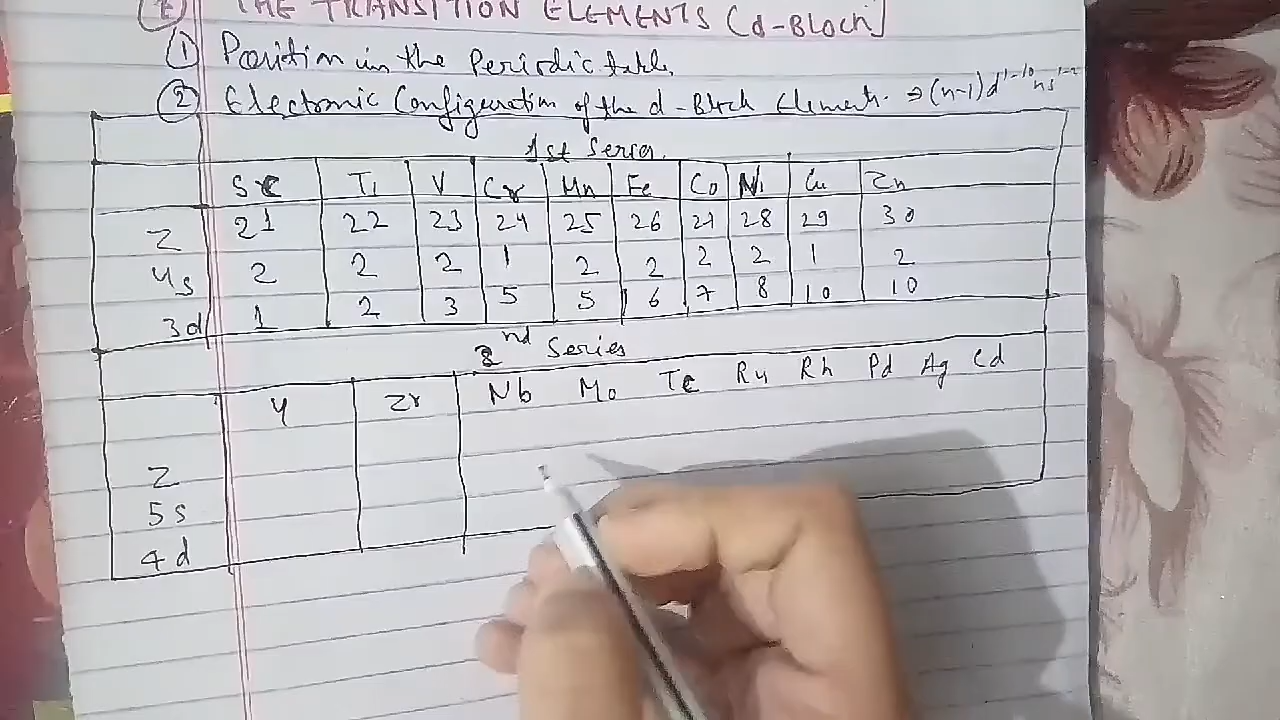 E THE TRANSITION ELEMENTS (d-BLOCK]
① Position in the Periodic table.
② Electronic Configuration of the d-Block Elements. ⇒ (n-1)d¹⁻¹⁰ns¹⁻²
1st Series.
Sc Ti V Cr Mn Fe Co Ni Cu Zn
Z 21 22 23 24 25 26 27 28 29 30
4s 2 2 2 1 2 2 2 2 1 2
3d 1 2 3 5 5 6 7 8 10 10
2nd Series
Y Zr Nb Mo Tc Ru Rh Pd Ag Cd
Z
5s
4d